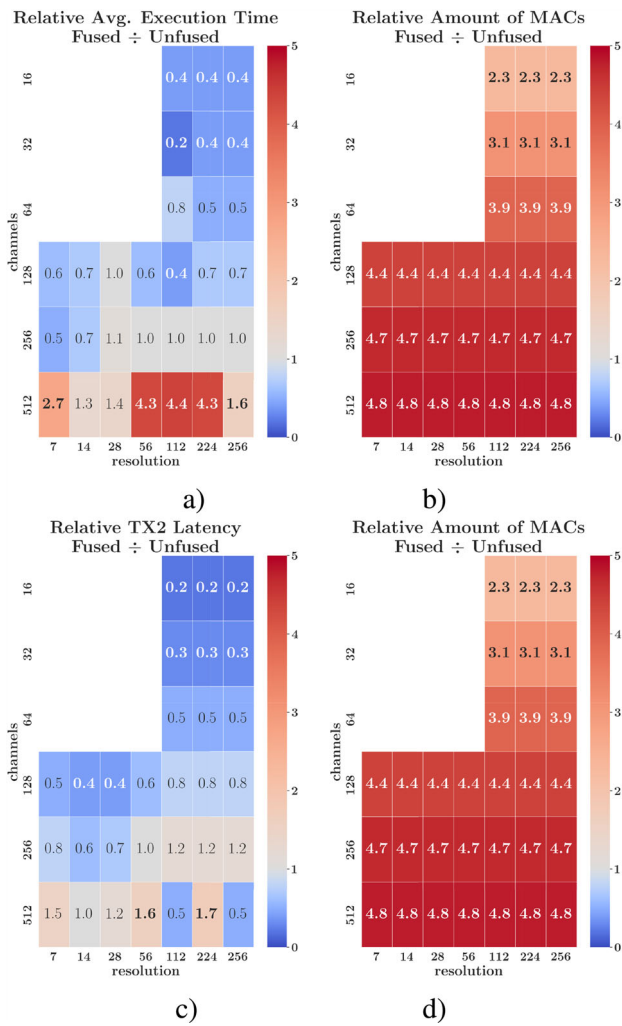 Relative Avg. Execution Time
Fused ÷ Unfused
channels
16
0.4 0.4 0.4
32
0.2 0.4 0.4
64
0.8 0.5 0.5
128
0.6 0.7 1.0 0.6 0.4 0.7 0.7
256
0.5 0.7 1.1 1.0 1.0 1.0 1.0
512
2.7 1.3 1.4 4.3 4.4 4.3 1.6
7 14 28 56 112 224 256
resolution
5
4
3
2
1
0
a)
Relative Amount of MACs
Fused ÷ Unfused
channels
16
2.3 2.3 2.3
32
3.1 3.1 3.1
64
3.9 3.9 3.9
128
4.4 4.4 4.4 4.4 4.4 4.4 4.4
256
4.7 4.7 4.7 4.7 4.7 4.7 4.7
512
4.8 4.8 4.8 4.8 4.8 4.8 4.8
7 14 28 56 112 224 256
resolution
5
4
3
2
1
0
b)
Relative TX2 Latency
Fused ÷ Unfused
channels
16
0.2 0.2 0.2
32
0.3 0.3 0.3
64
0.5 0.5 0.5
128
0.5 0.4 0.4 0.6 0.8 0.8 0.8
256
0.8 0.6 0.7 1.0 1.2 1.2 1.2
512
1.5 1.0 1.2 1.6 0.5 1.7 0.5
7 14 28 56 112 224 256
resolution
5
4
3
2
1
0
c)
Relative Amount of MACs
Fused ÷ Unfused
channels
16
2.3 2.3 2.3
32
3.1 3.1 3.1
64
3.9 3.9 3.9
128
4.4 4.4 4.4 4.4 4.4 4.4 4.4
256
4.7 4.7 4.7 4.7 4.7 4.7 4.7
512
4.8 4.8 4.8 4.8 4.8 4.8 4.8
7 14 28 56 112 224 256
resolution
5
4
3
2
1
0
d)